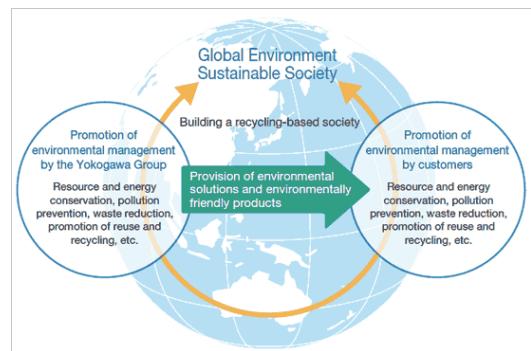 Global Environment
Sustainable Society
Building a recycling-based society
Promotion of
environmental management
by the Yokogawa Group
Resource and energy
conservation, pollution
prevention, waste reduction,
promotion of reuse and
recycling, etc.
Provision of environmental
solutions and environmentally
friendly products
Promotion of
environmental management
by customers
Resource and energy
conservation, pollution
prevention, waste reduction,
promotion of reuse and
recycling, etc.